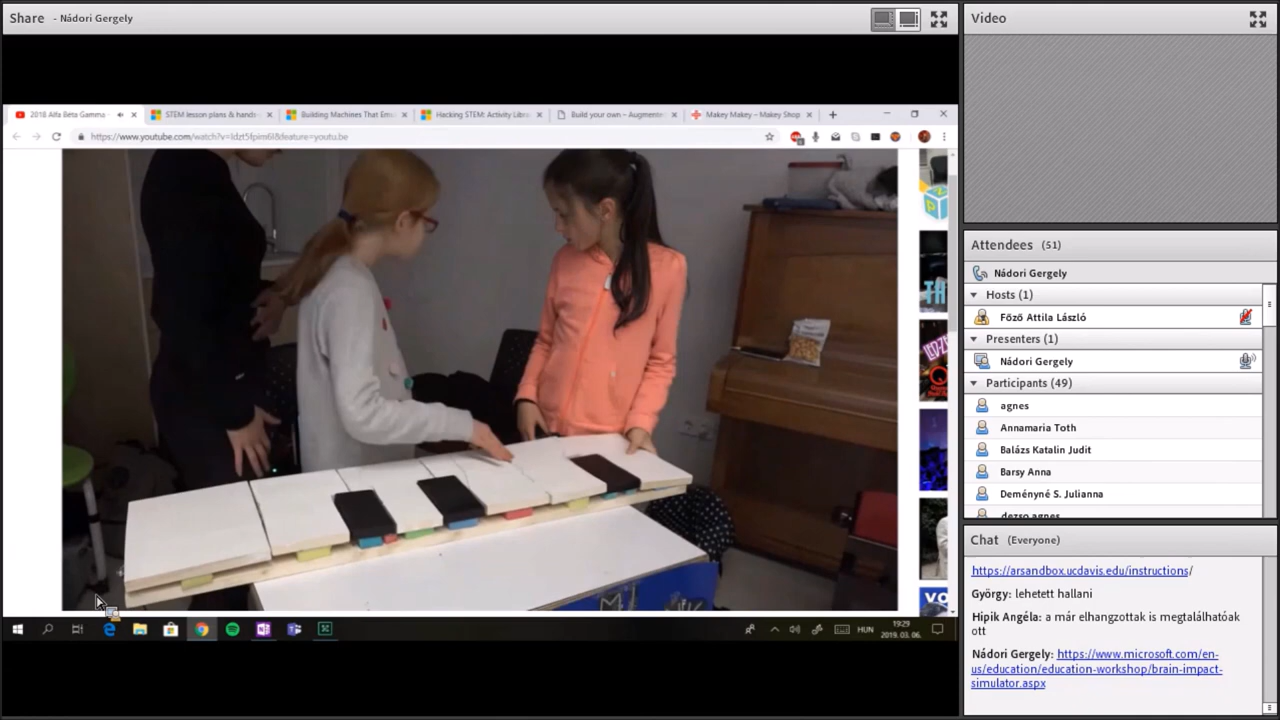 Share - Nádori Gergely
Video
2018 Alfa Beta Gamma
STEM lesson plans & hands-
Building Machines That Emu
Hacking STEM: Activity Libra
Build your own – Augmente
Makey Makey – Makey Shop
Attendees (51)
Nádori Gergely
Hosts (1)
Főző Attila László
Presenters (1)
Nádori Gergely
Participants (49)
agnes
Annamaria Toth
Balázs Katalin Judit
Barsy Anna
Deményné S. Julianna
dezso agnes
Chat (Everyone)
https://arsandbox.ucdavis.edu/instructions/
György: lehetett hallani
Hipik Angéla: a már elhangzottak is megtalálhatóak
ott
Nádori Gergely: https://www.microsoft.com/en-
us/education/education-workshop/brain-impact-
simulator.aspx
HUN
19:29
2019. 03. 06.